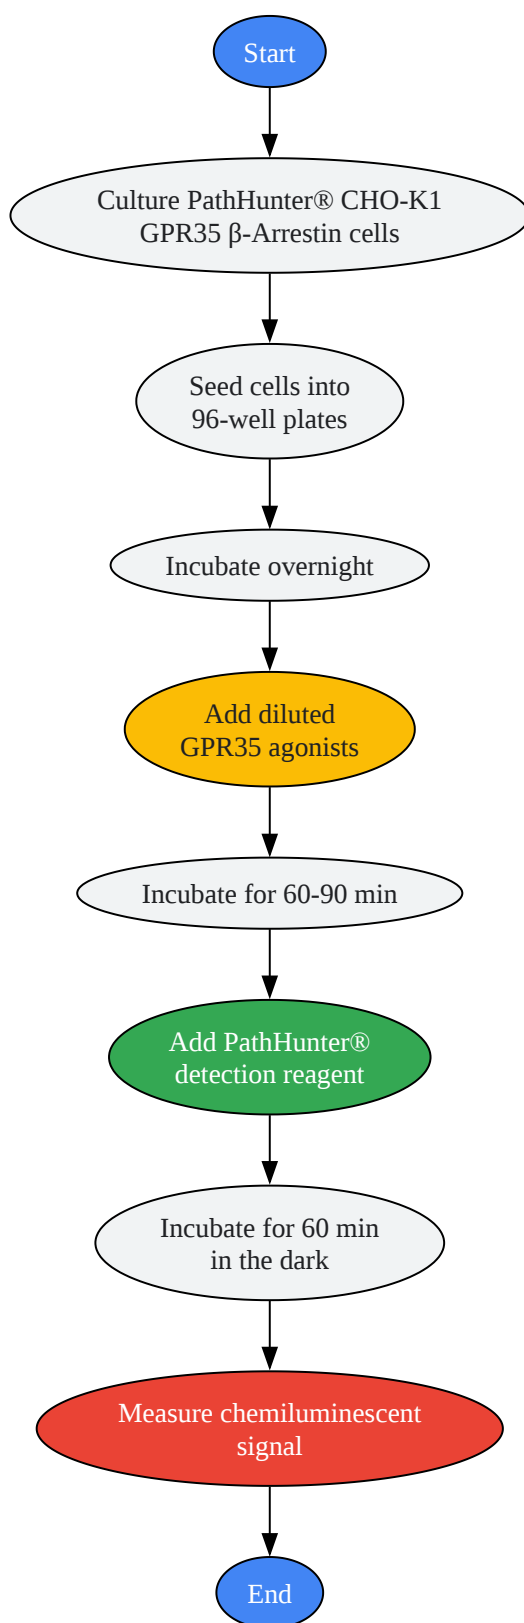 Start
Culture PathHunter® CHO-K1
GPR35 β-Arrestin cells
Seed cells into
96-well plates
Incubate overnight
Add diluted
GPR35 agonists
Incubate for 60-90 min
Add PathHunter®
detection reagent
Incubate for 60 min
in the dark
Measure chemiluminescent
signal
End